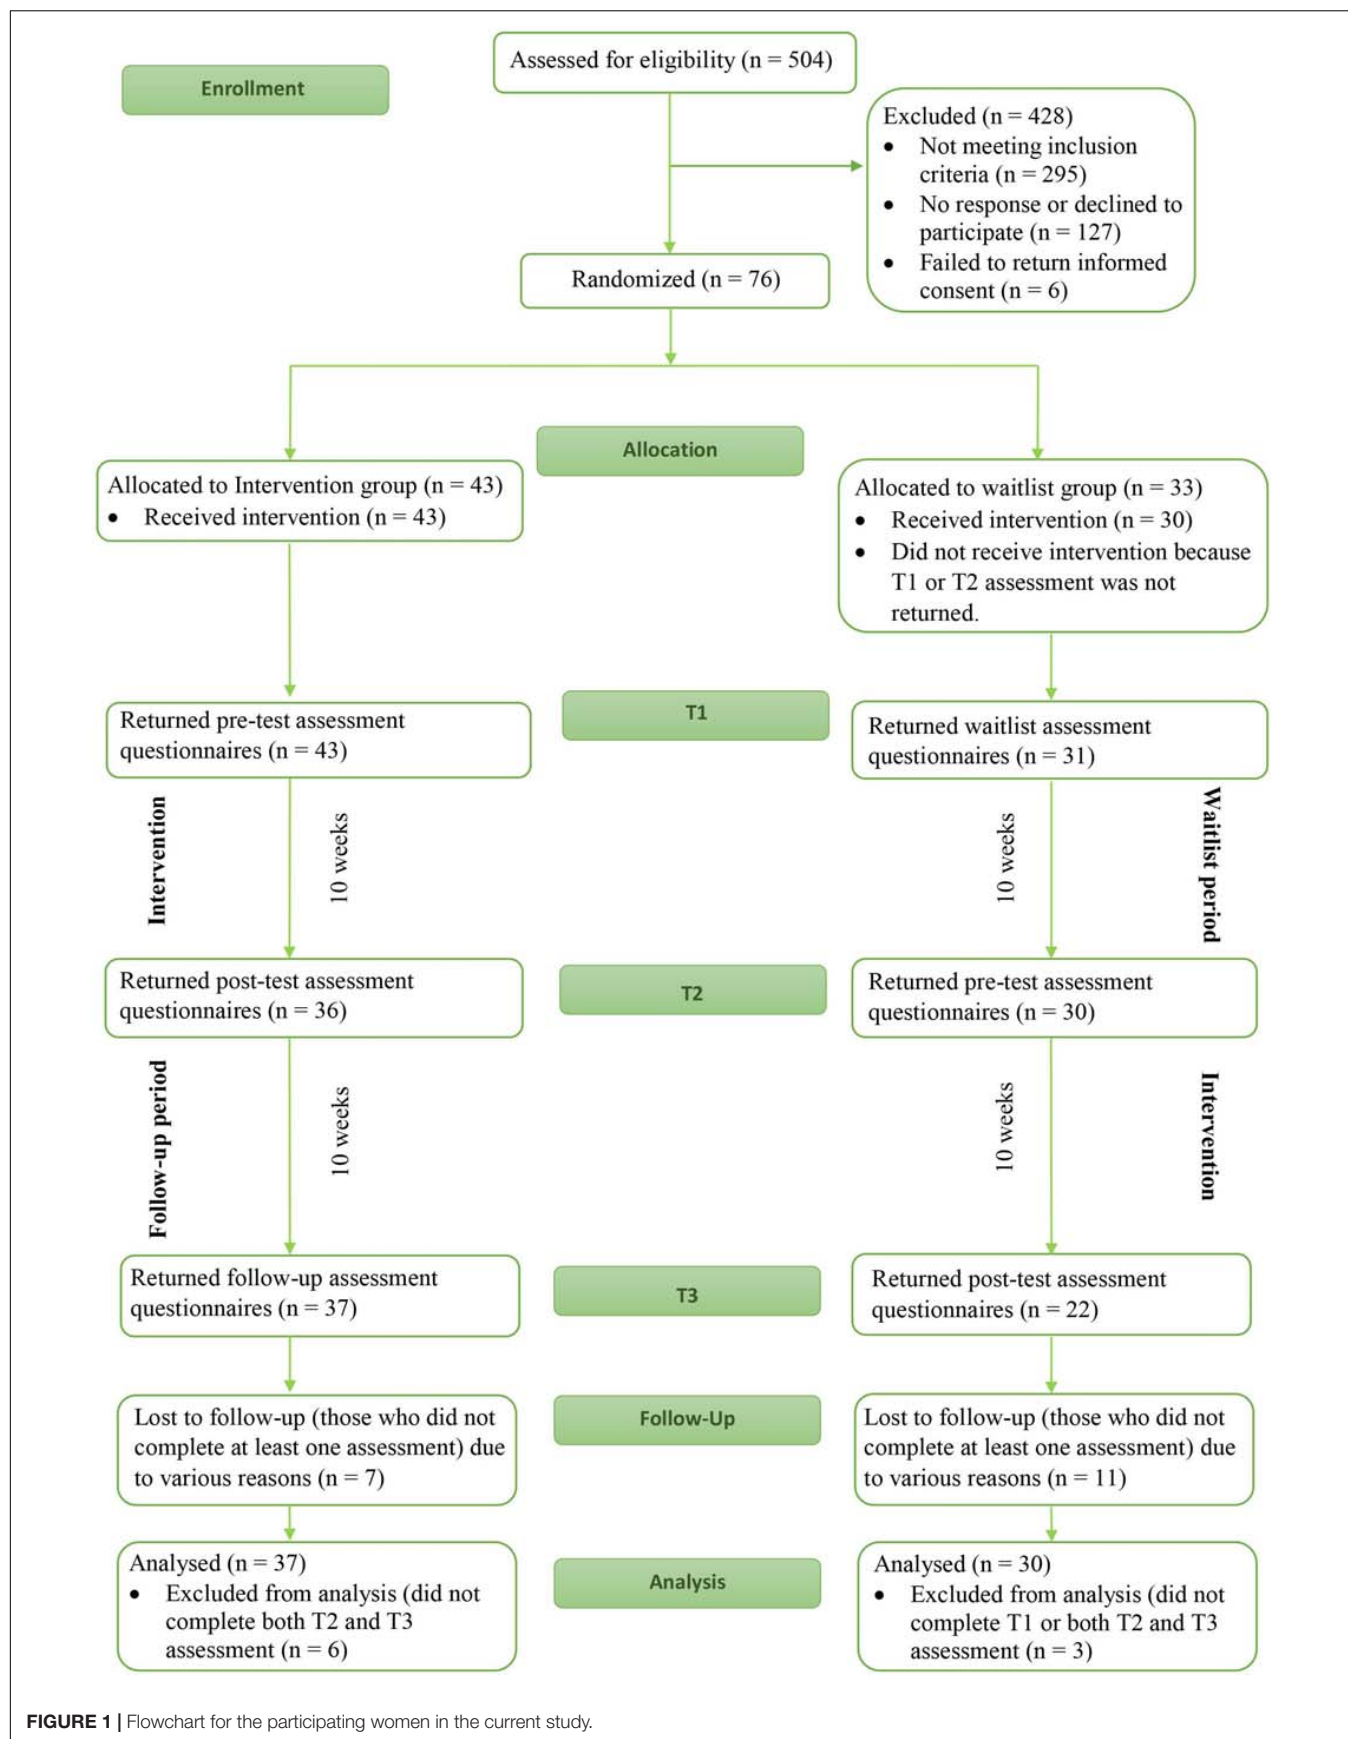 Assessed for eligibility (n = 504)
Enrollment
Excluded (n = 428)
• Not meeting inclusion
criteria (n = 295)
• No response or declined to
participate (n = 127)
• Failed to return informed
consent (n = 6)
Randomized (n = 76)
Allocation
Allocated to Intervention group (n = 43)
• Received intervention (n = 43)
Allocated to waitlist group (n = 33)
• Received intervention (n = 30)
• Did not receive intervention because
T1 or T2 assessment was not
returned.
T1
Returned pre-test assessment
questionnaires (n = 43)
Returned waitlist assessment
questionnaires (n = 31)
Intervention
10 weeks
10 weeks
Waitlist period
Returned post-test assessment
questionnaires (n = 36)
T2
Returned pre-test assessment
questionnaires (n = 30)
Follow-up period
10 weeks
10 weeks
Intervention
Returned follow-up assessment
questionnaires (n = 37)
T3
Returned post-test assessment
questionnaires (n = 22)
Lost to follow-up (those who did not
complete at least one assessment) due
to various reasons (n = 7)
Follow-Up
Lost to follow-up (those who did not
complete at least one assessment) due
to various reasons (n = 11)
Analysed (n = 37)
• Excluded from analysis (did not
complete both T2 and T3
assessment (n = 6)
Analysis
Analysed (n = 30)
• Excluded from analysis (did not
complete T1 or both T2 and T3
assessment (n = 3)
FIGURE 1 | Flowchart for the participating women in the current study.